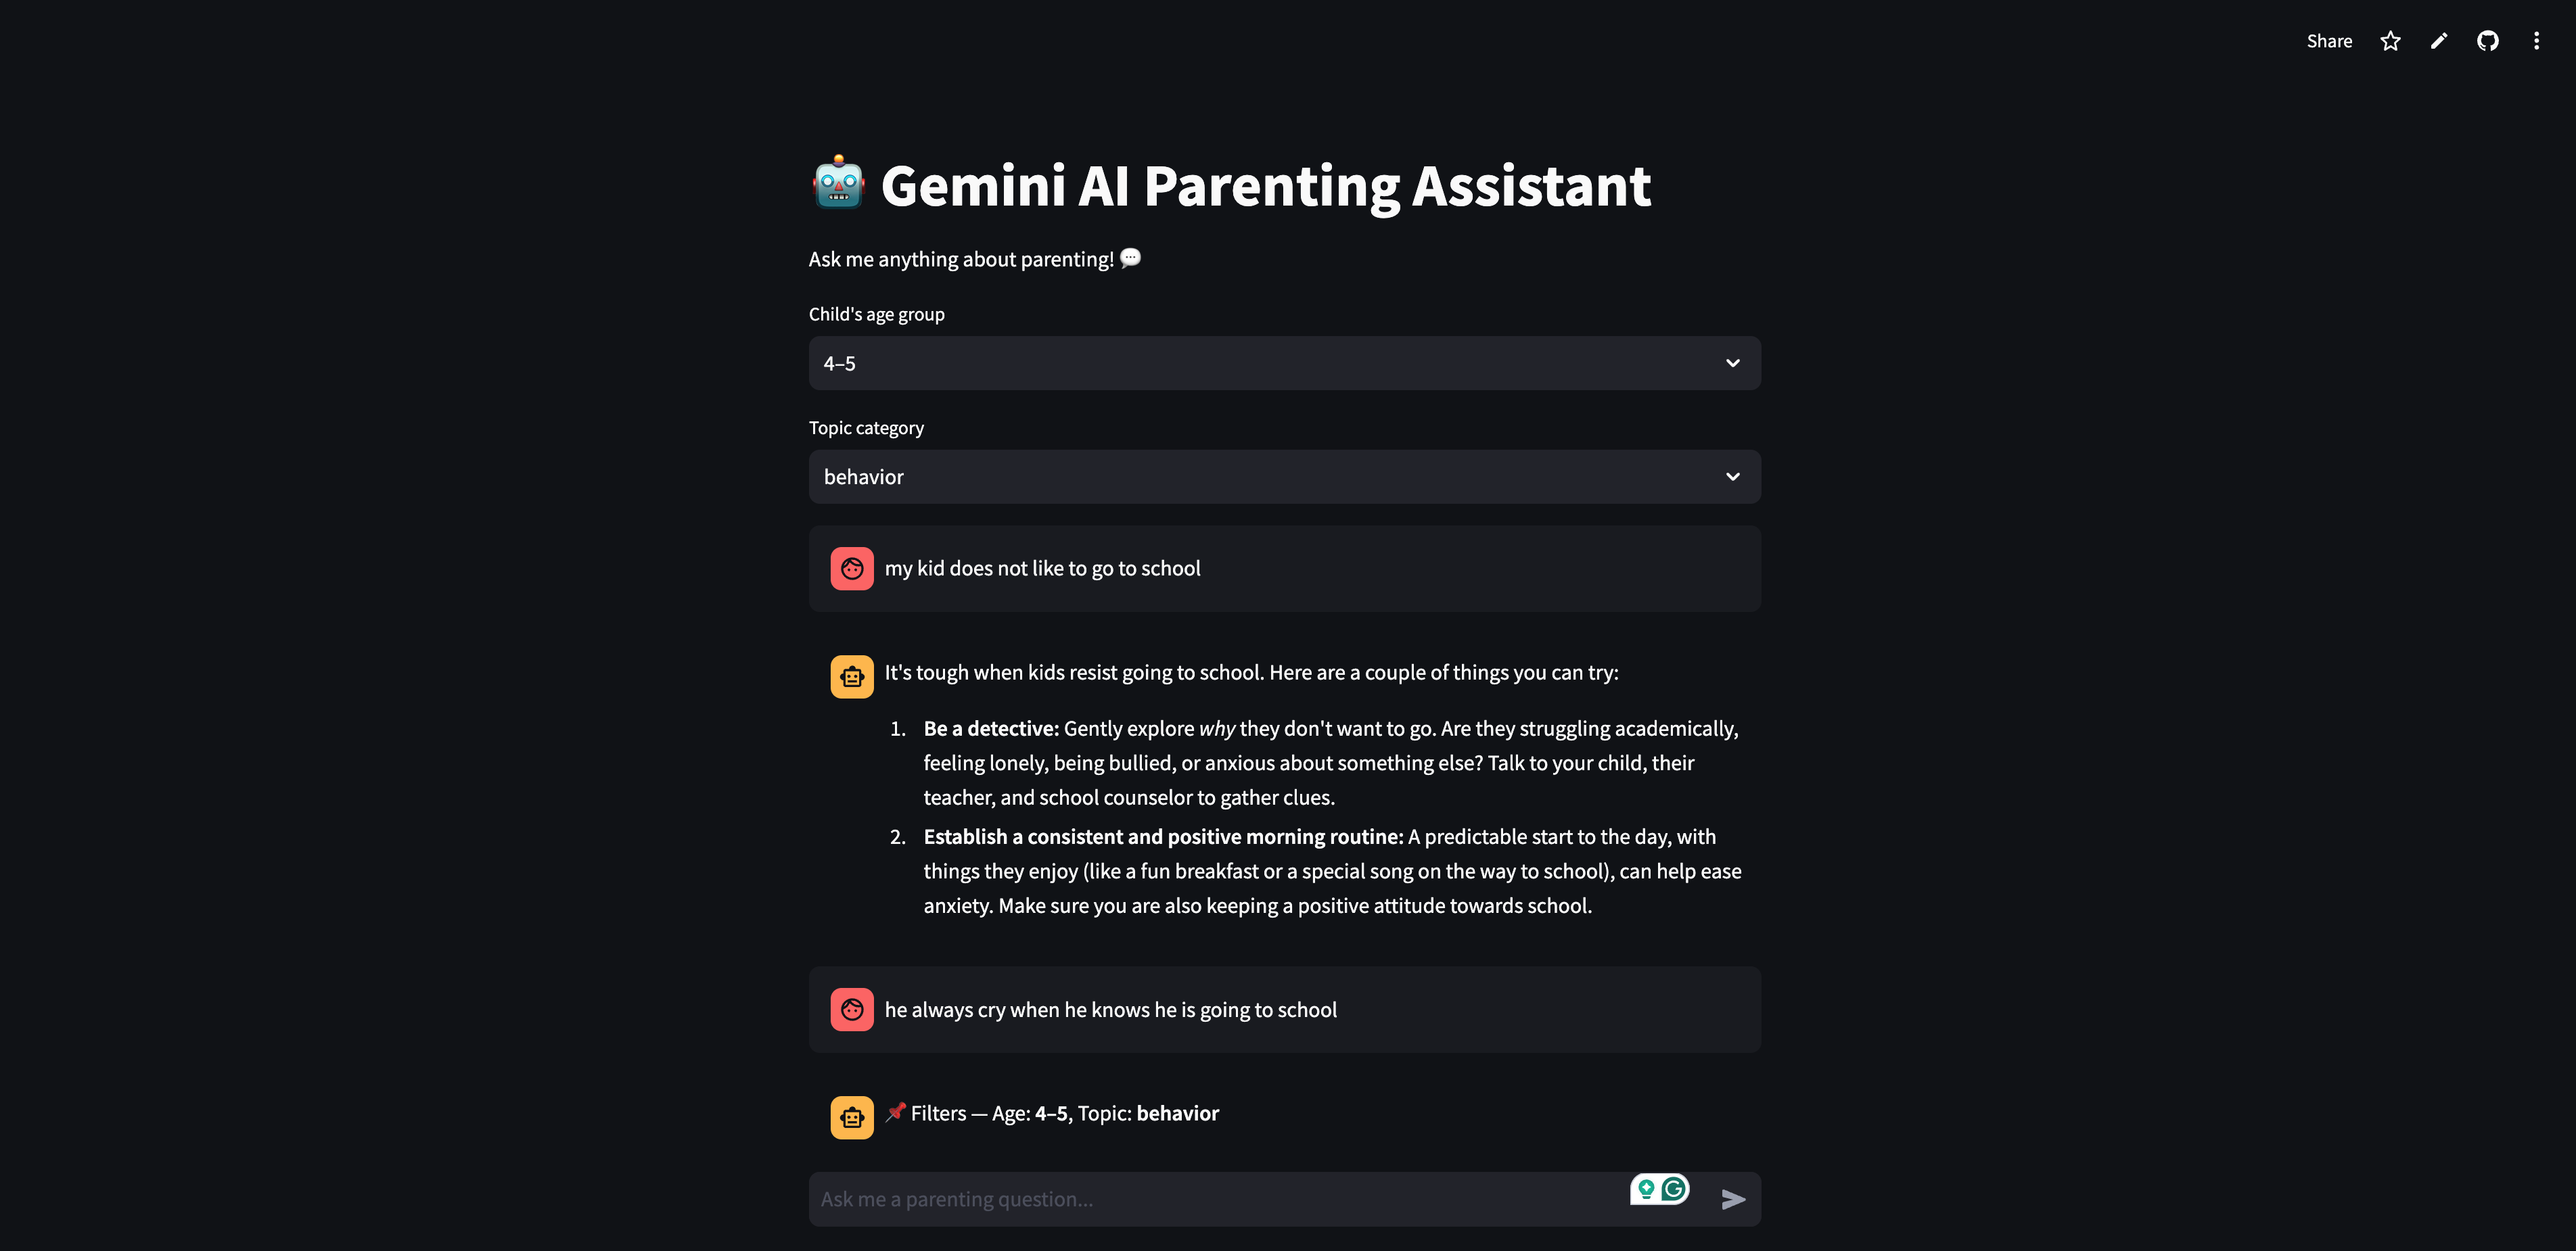 Share
Gemini AI Parenting Assistant
Ask me anything about parenting!
Child's age group
4–5
Topic category
behavior
my kid does not like to go to school
It's tough when kids resist going to school. Here are a couple of things you can try:
1. Be a detective: Gently explore why they don't want to go. Are they struggling academically,
feeling lonely, being bullied, or anxious about something else? Talk to your child, their
teacher, and school counselor to gather clues.
2. Establish a consistent and positive morning routine: A predictable start to the day, with
things they enjoy (like a fun breakfast or a special song on the way to school), can help ease
anxiety. Make sure you are also keeping a positive attitude towards school.
he always cry when he knows he is going to school
📌 Filters — Age: 4–5, Topic: behavior
Ask me a parenting question...